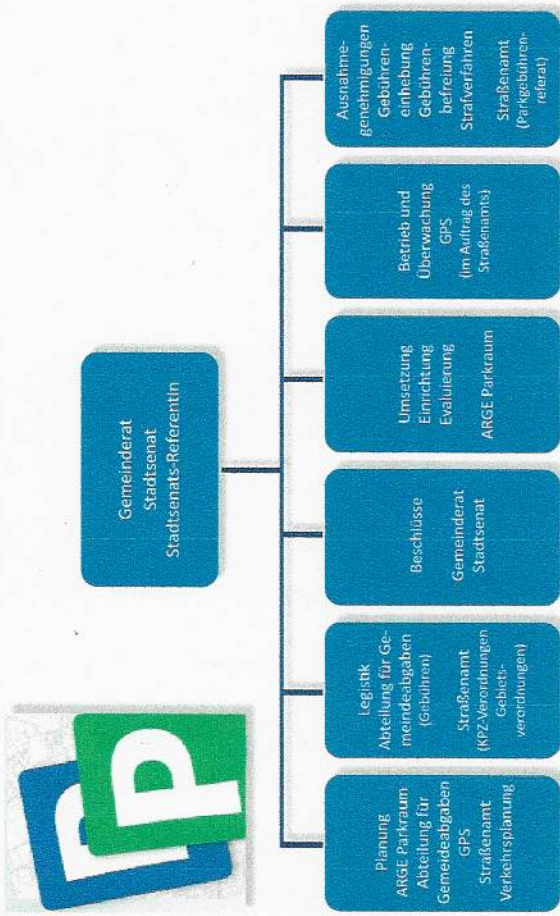 P
P
Gemeinderat
Stadtsenat
Stadtsenats-ReferentIn
Planung
ARGE Parkraum
Abteilung für
Gemeideabgaben
GPS
Straßenamt
Verkehrsplanung
Legistik
Abteilung für Ge-
meindeabgaben
(Gebühren)
Straßenamt
(KPZ-Verordnungen
Gebiets-
verordnungen)
Beschlüsse
Gemeinderat
Stadtsenat
Umsetzung
Einrichtung
Evaluierung
ARGE Parkraum
Betrieb und
Überwachung
GPS
(im Auftrag des
Straßenamts)
Ausnahme-
genehmigungen
Gebühren-
einhebung
Gebühren-
befreiung
Strafverfahren
Straßenamt
(Parkgebühren-
referat)